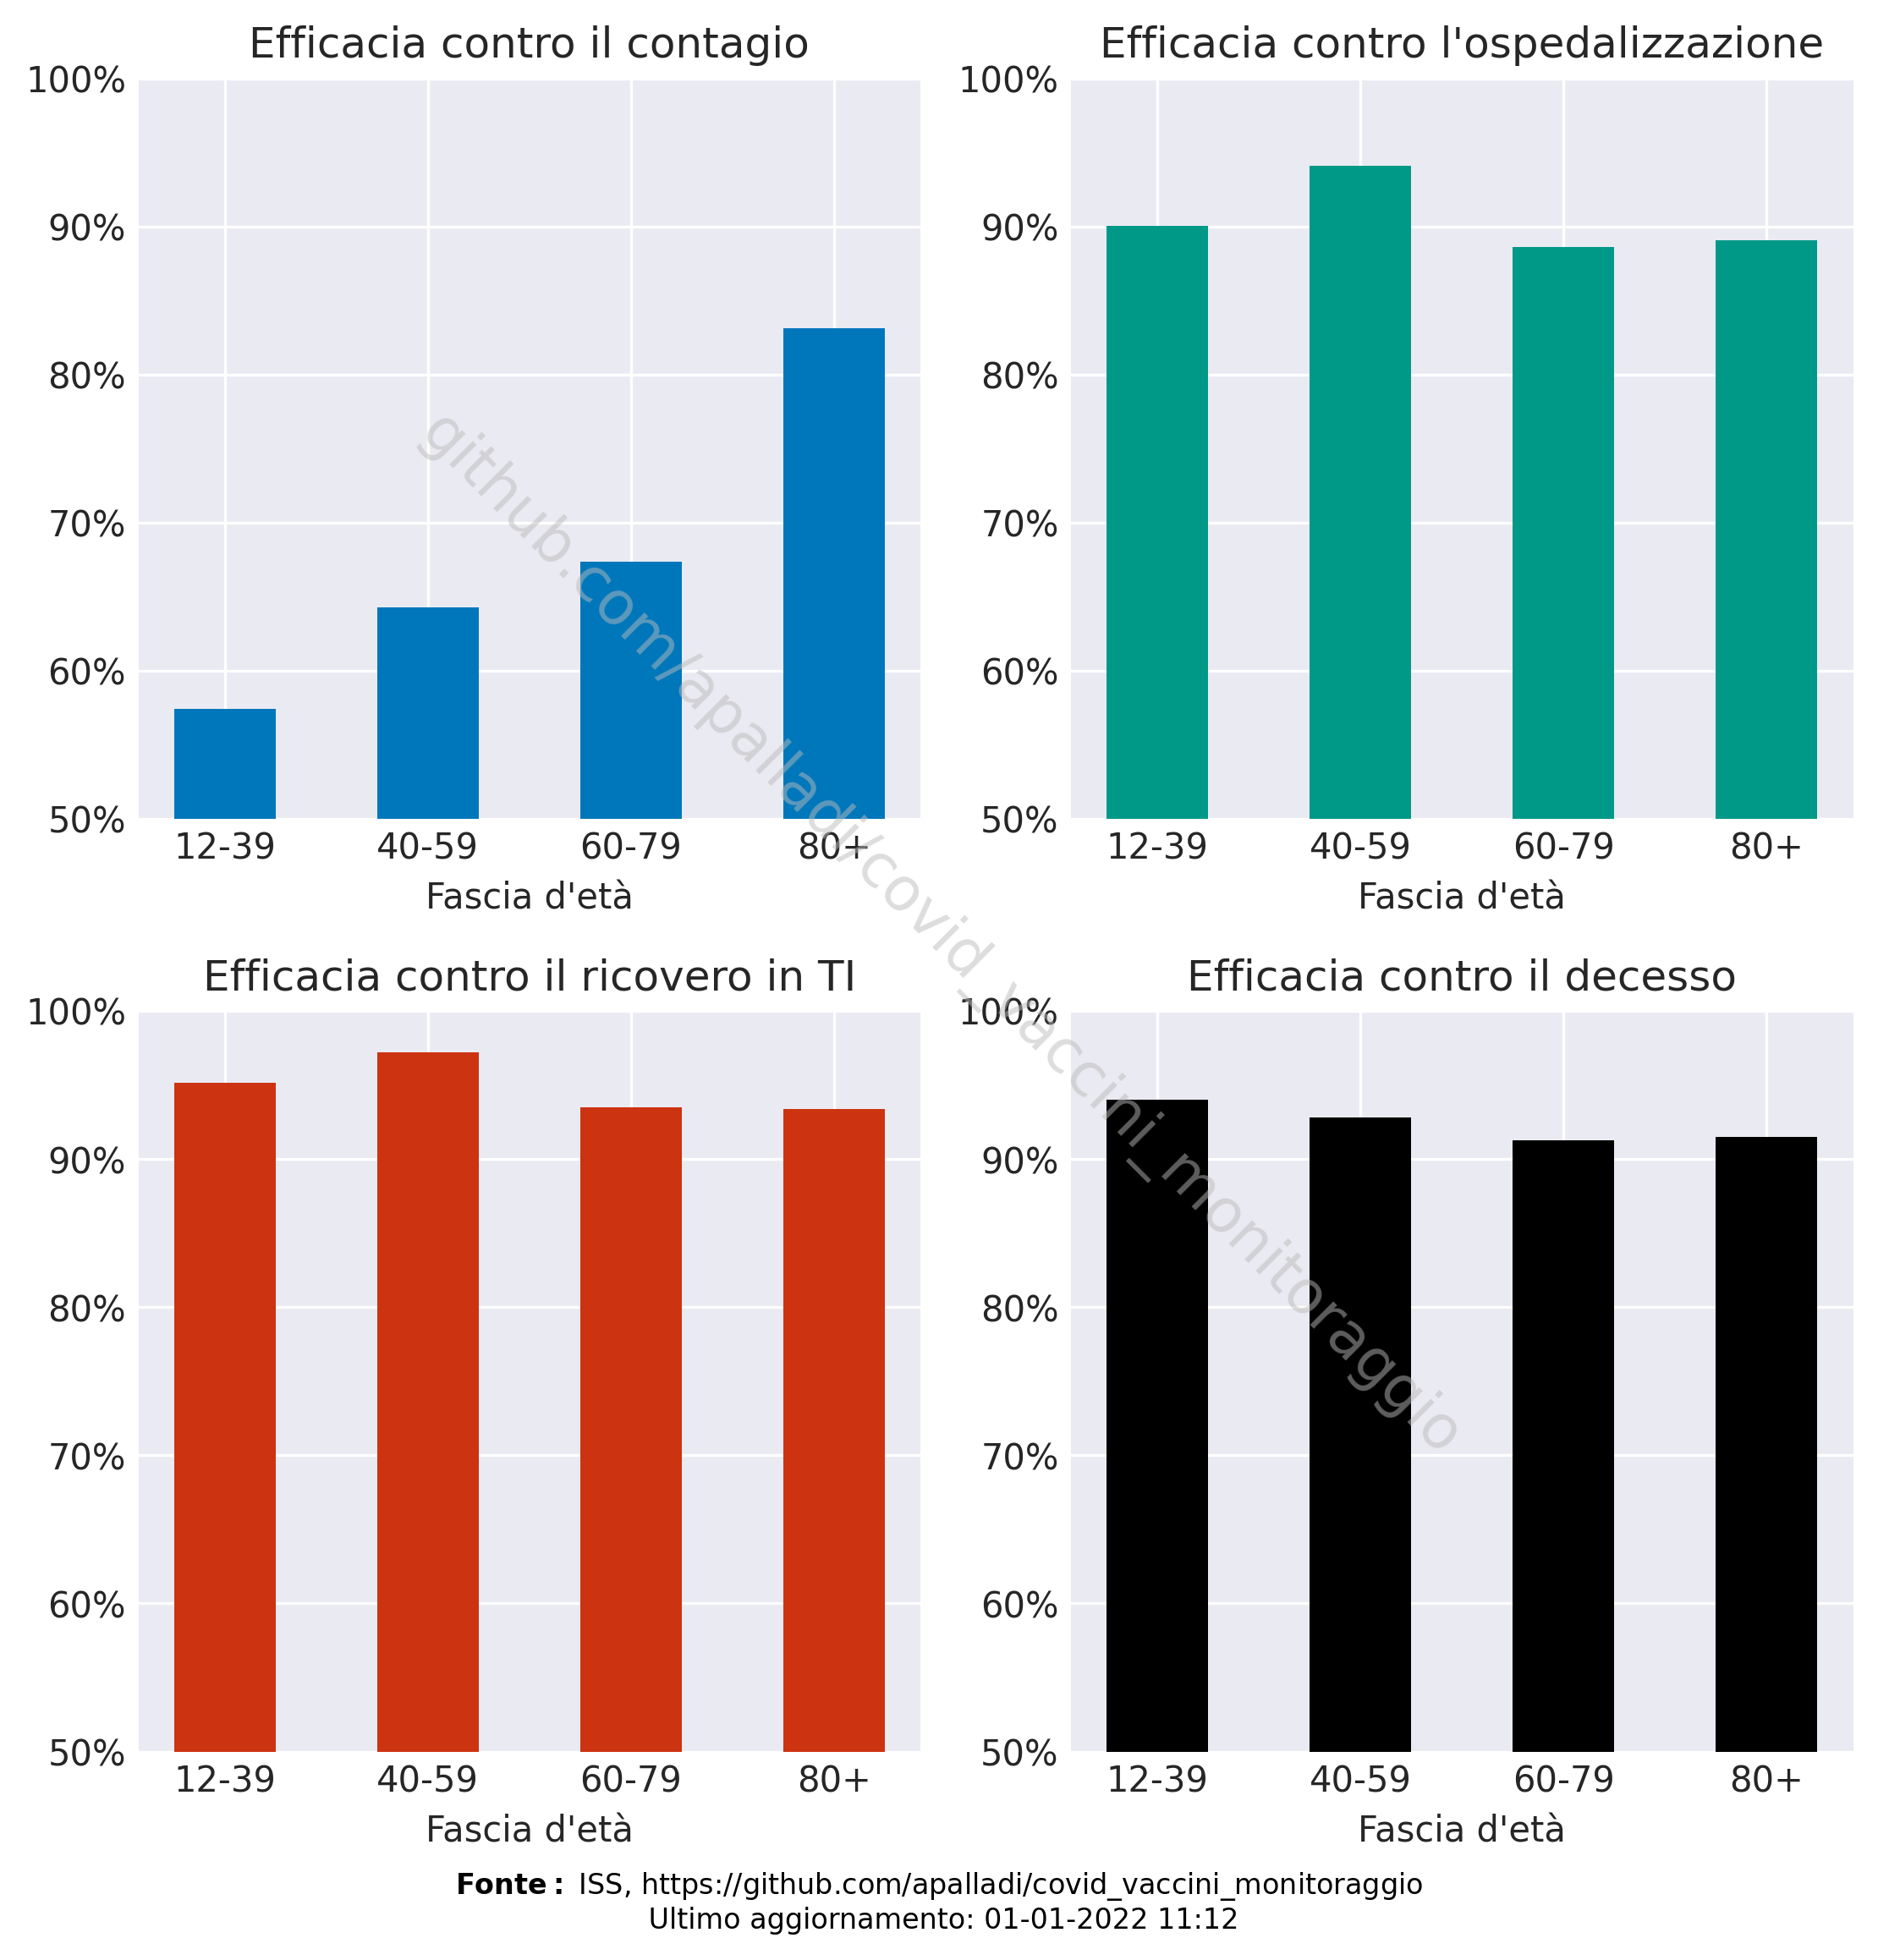 Efficacia contro il contagio
100%
90%
80%
70%
60%
50%
12-39 40-59 60-79 80+
Fascia d'età
Efficacia contro l'ospedalizzazione
100%
90%
80%
70%
60%
50%
12-39 40-59 60-79 80+
Fascia d'età
Efficacia contro il ricovero in TI
100%
90%
80%
70%
60%
50%
12-39 40-59 60-79 80+
Fascia d'età
Efficacia contro il decesso
100%
90%
80%
70%
60%
50%
12-39 40-59 60-79 80+
Fascia d'età
github.com/apalladi/covid_vaccini_monitoraggio
Fonte: ISS, https://github.com/apalladi/covid_vaccini_monitoraggio
Ultimo aggiornamento: 01-01-2022 11:12